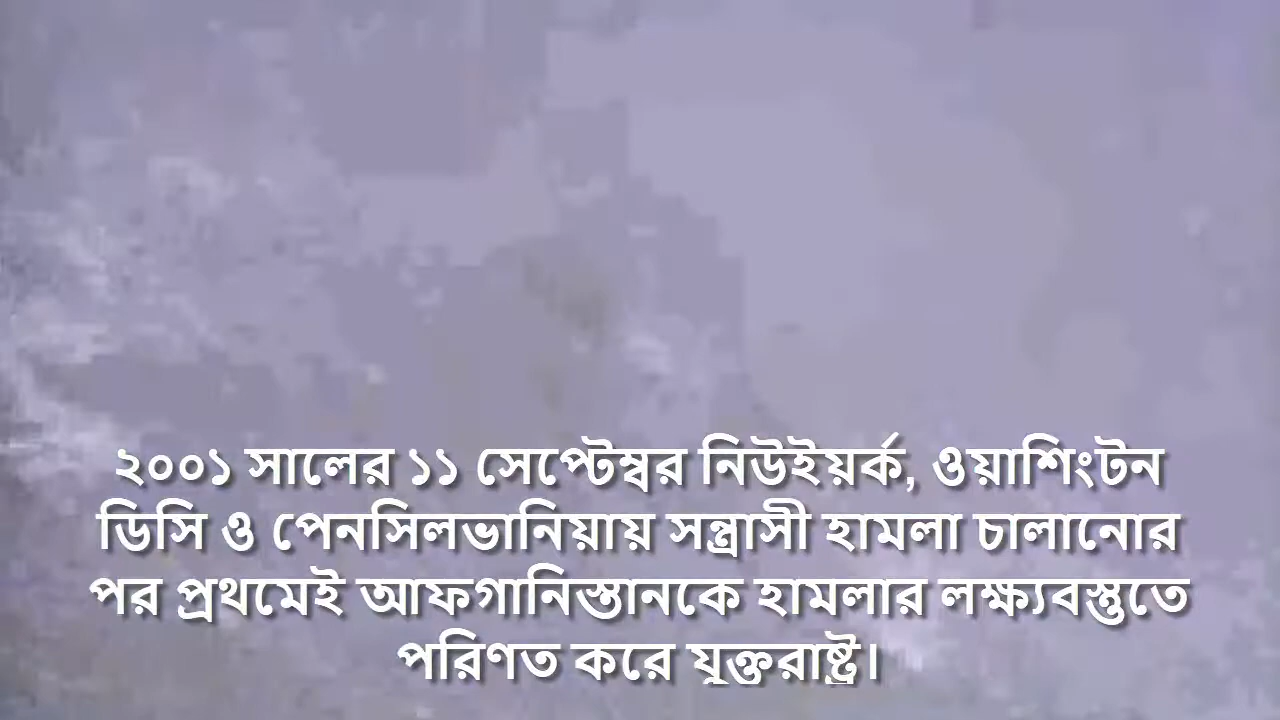 ২০০১ সালের ১১ সেপ্টেম্বর নিউইয়র্ক, ওয়াশিংটন
ডিসি ও পেনসিলভানিয়ায় সন্ত্রাসী হামলা চালানোর
পর প্রথমেই আফগানিস্তানকে হামলার লক্ষ্যবস্তুতে
পরিণত করে যুক্তরাষ্ট্র।